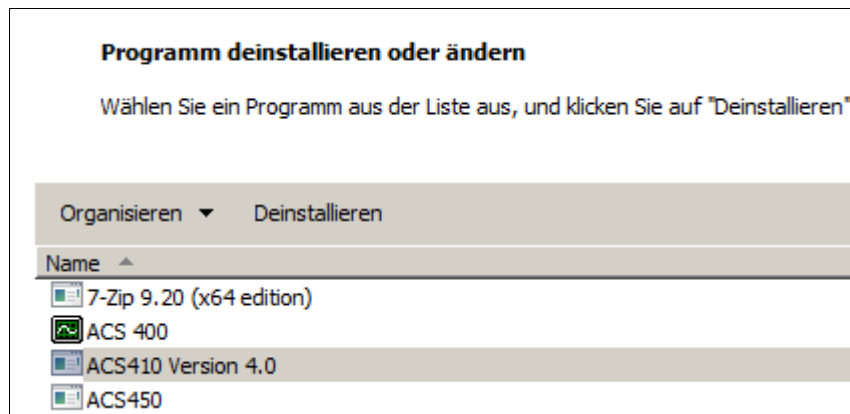 Programm deinstallieren oder ändern
Wählen Sie ein Programm aus der Liste aus, und klicken Sie auf "Deinstallieren"
Organisieren Deinstallieren
Name
7-Zip 9.20 (x64 edition)
ACS 400
ACS410 Version 4.0
ACS450